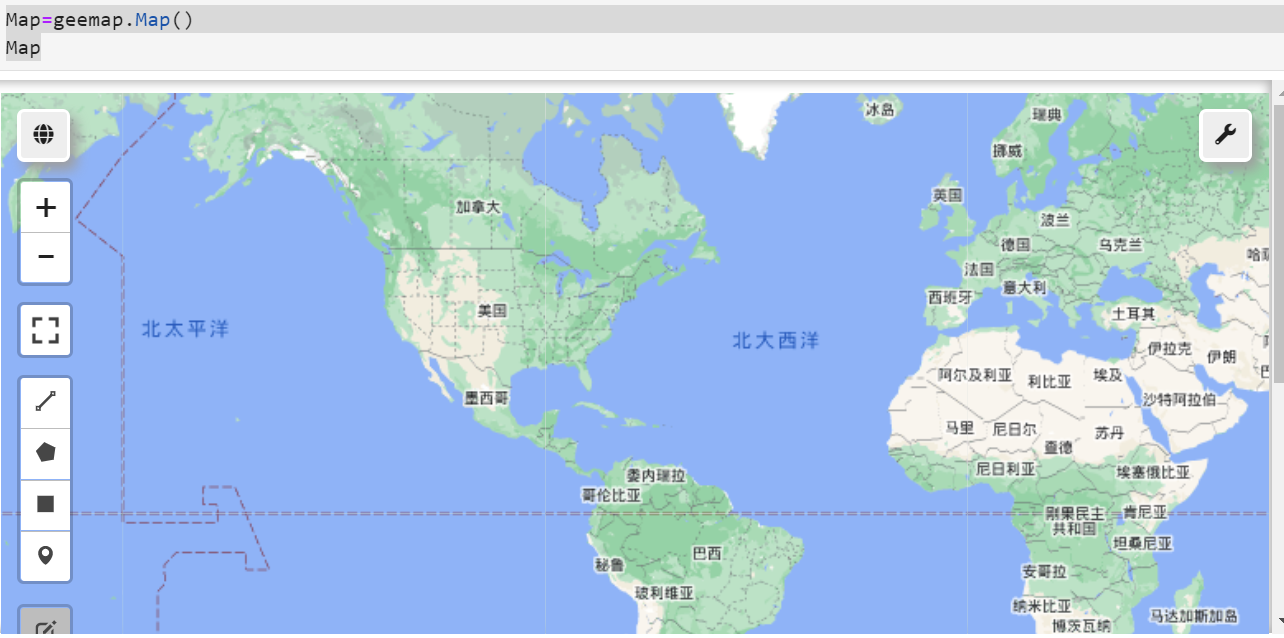 Map=geemap.Map()
Map
冰岛
瑞典
挪威
英国
加拿大
波兰
德国
乌克兰
法国
意大利
西班牙
美国
土耳其
北太平洋
北大西洋
伊拉克
伊朗
阿尔及利亚
利比亚
埃及
墨西哥
沙特阿拉伯
马里
尼日尔
苏丹
乍得
尼日利亚
埃塞俄比亚
委内瑞拉
哥伦比亚
刚果民主
共和国
肯尼亚
坦桑尼亚
巴西
秘鲁
安哥拉
玻利维亚
纳米比亚
马达加斯加岛
博茨瓦纳